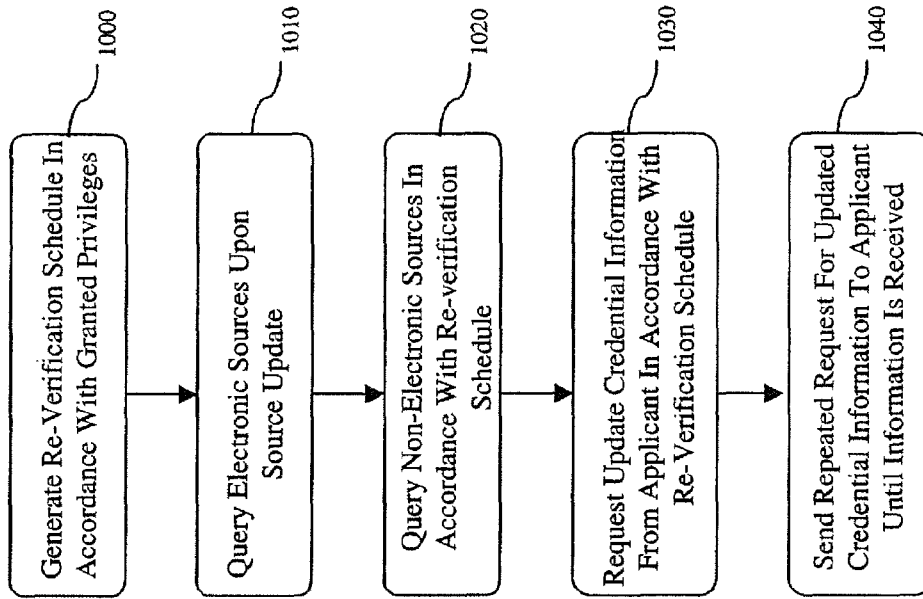 Generate Re-Verification Schedule In
Accordance With Granted Privileges
1000
Query Electronic Sources Upon
Source Update
1010
Query Non-Electronic Sources In
Accordance With Re-verification
Schedule
1020
Request Update Credential Information
From Applicant In Accordance With
Re-Verification Schedule
1030
Send Repeated Request For Updated
Credential Information To Applicant
Until Information Is Received
1040